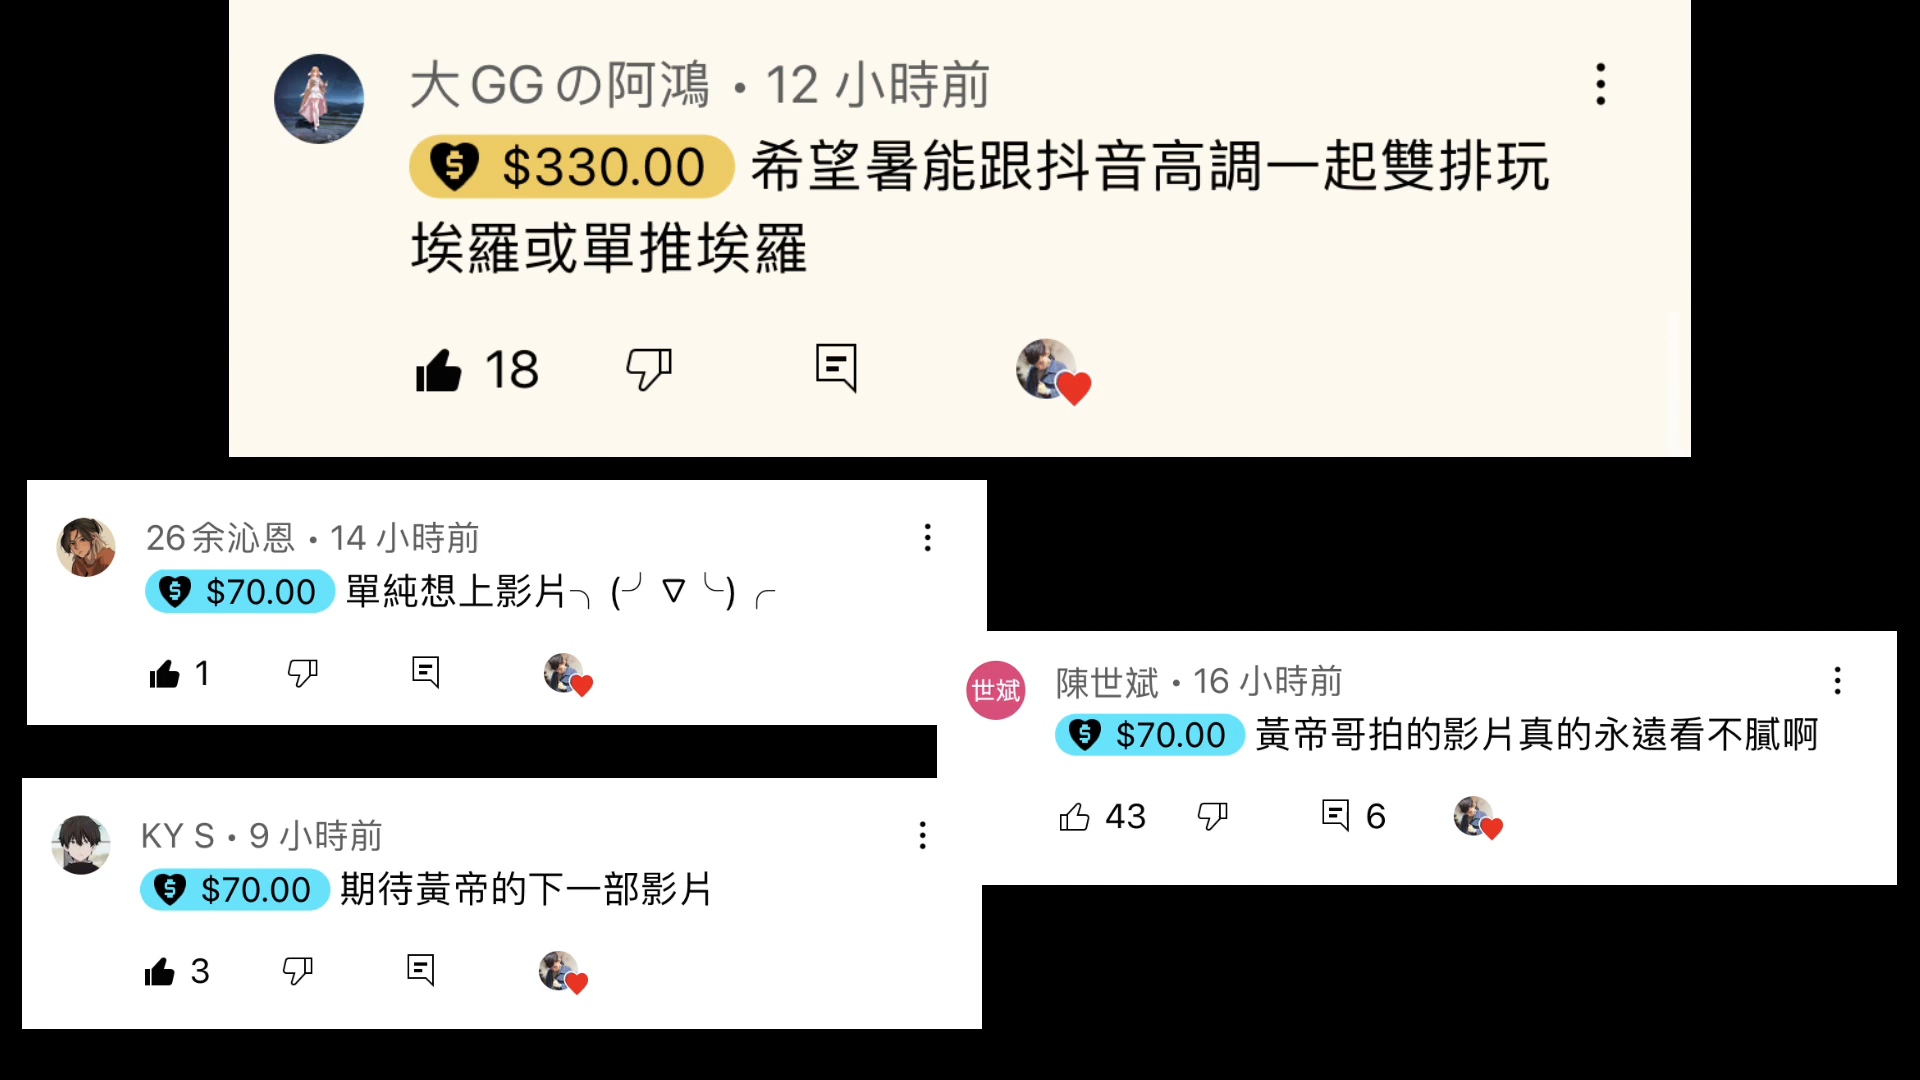 大GGの阿鴻・12 小時前
$330.00 希望暑能跟抖音高調一起雙排玩
埃羅或單推埃羅
18
26余沁恩・14 小時前
$70.00 單純想上影片╮(╯▽╰)╭
1
世斌
陳世斌・16 小時前
$70.00 黃帝哥拍的影片真的永遠看不膩啊
43 6
KY S・9 小時前
$70.00 期待黃帝的下一部影片
3